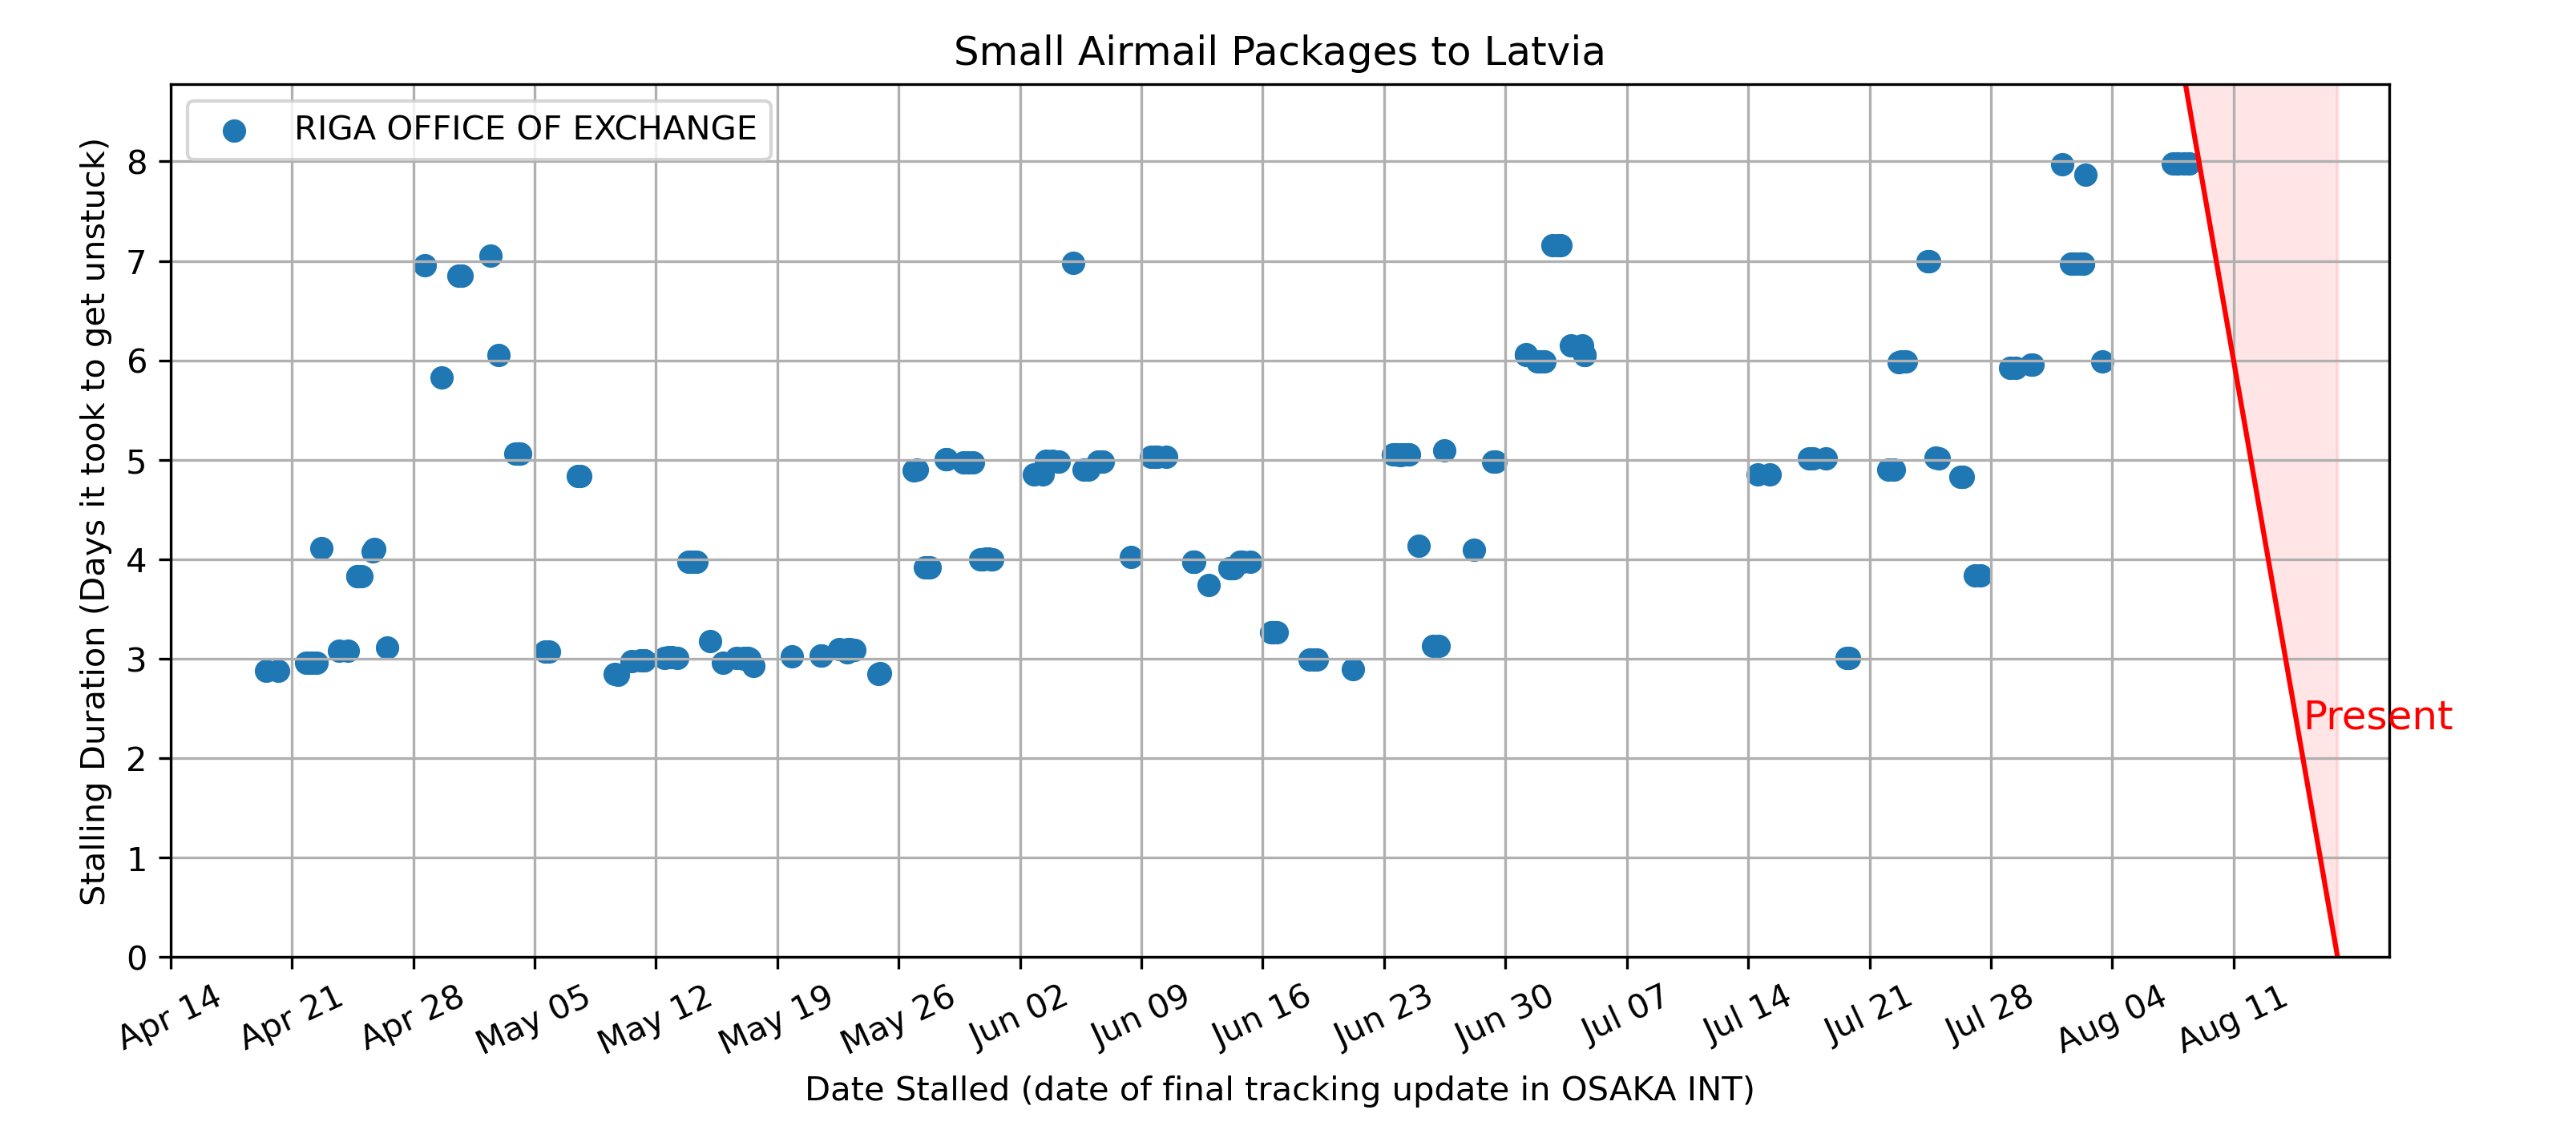 Small Airmail Packages to Latvia
RIGA OFFICE OF EXCHANGE
Stalling Duration (Days it took to get unstuck)
8
7
6
5
4
3
2
1
0
Present
Apr 14
Apr 21
Apr 28
May 05
May 12
May 19
May 26
Jun 02
Jun 09
Jun 16
Jun 23
Jun 30
Jul 07
Jul 14
Jul 21
Jul 28
Aug 04
Aug 11
Date Stalled (date of final tracking update in OSAKA INT)